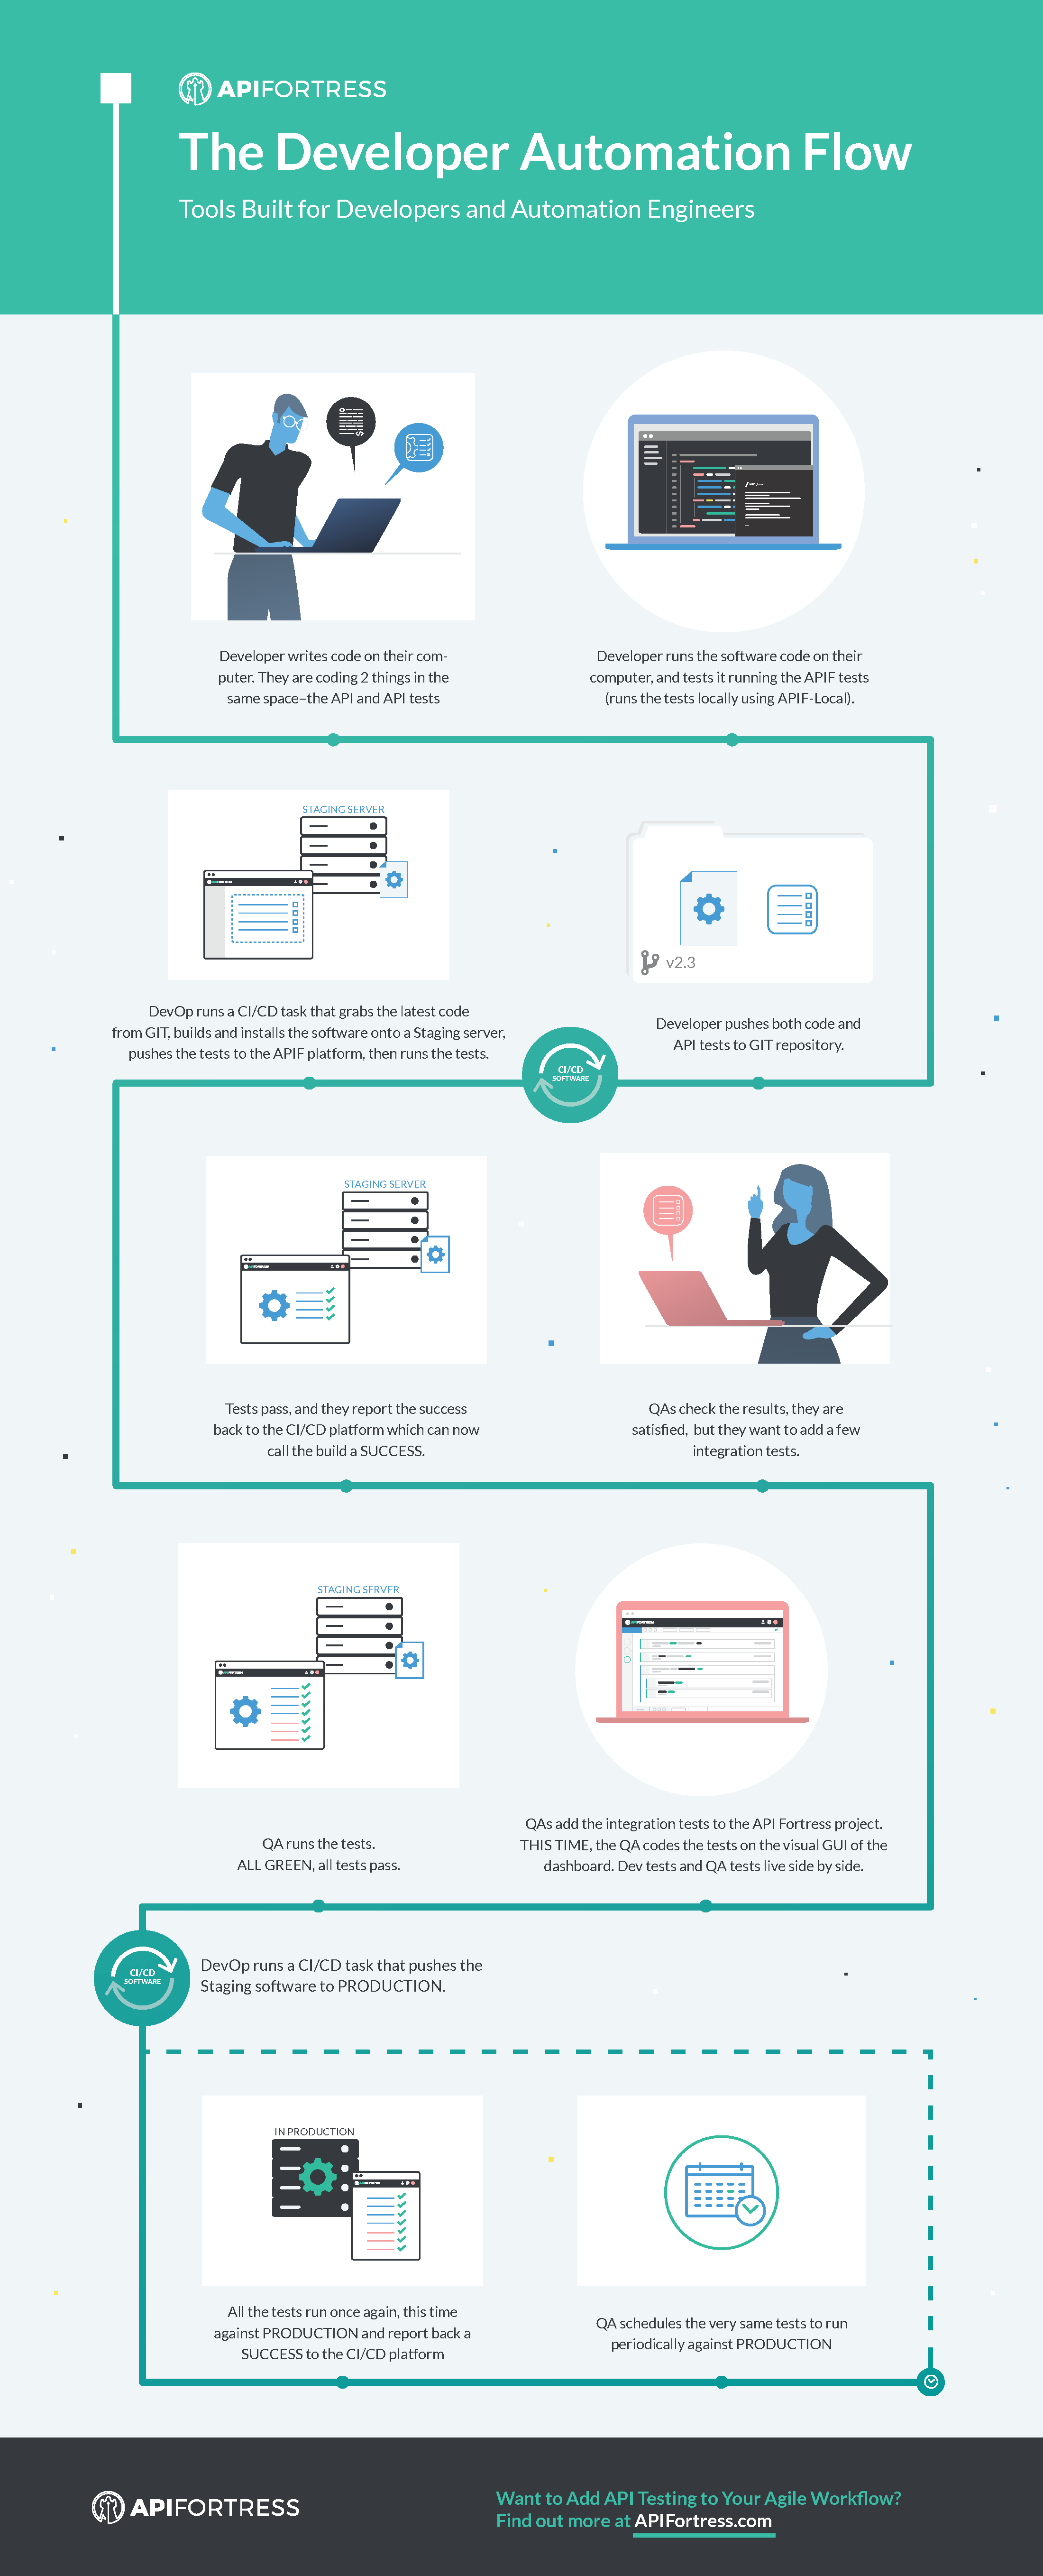 APIFORTRESS
The Developer Automation Flow
Tools Built for Developers and Automation Engineers
Developer writes code on their com-
puter. They are coding 2 things in the
same space–the API and API tests
Developer runs the software code on their
computer, and tests it running the APIF tests
(runs the tests locally using APIF-Local).
v2.3
Developer pushes both code and
API tests to GIT repository.
CI/CD
SOFTWARE
STAGING SERVER
DevOp runs a CI/CD task that grabs the latest code
from GIT, builds and installs the software onto a Staging server,
pushes the tests to the APIF platform, then runs the tests.
STAGING SERVER
Tests pass, and they report the success
back to the CI/CD platform which can now
call the build a SUCCESS.
QAs check the results, they are
satisfied, but they want to add a few
integration tests.
QAs add the integration tests to the API Fortress project.
THIS TIME, the QA codes the tests on the visual GUI of the
dashboard. Dev tests and QA tests live side by side.
STAGING SERVER
QA runs the tests.
ALL GREEN, all tests pass.
CI/CD
SOFTWARE
DevOp runs a CI/CD task that pushes the
Staging software to PRODUCTION.
IN PRODUCTION
All the tests run once again, this time
against PRODUCTION and report back a
SUCCESS to the CI/CD platform
QA schedules the very same tests to run
periodically against PRODUCTION
APIFORTRESS
Want to Add API Testing to Your Agile Workflow?
Find out more at APIFortress.com